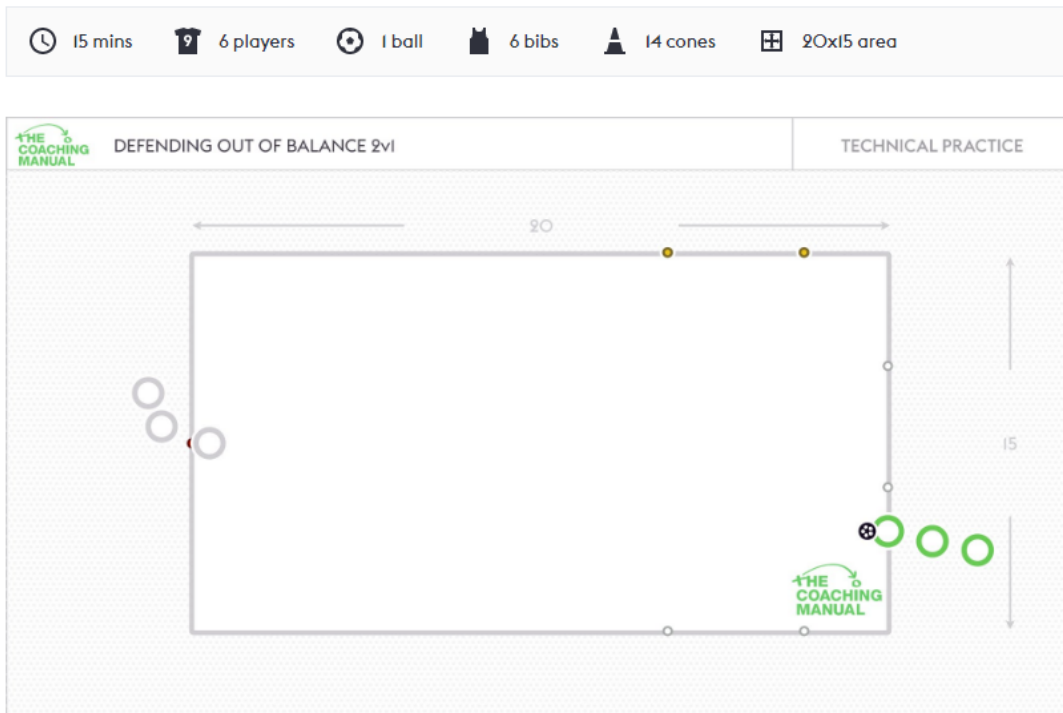 15 mins 9 6 players 1 ball 6 bibs 14 cones 20x15 area
THE
COACHING
MANUAL
DEFENDING OUT OF BALANCE 2v1
TECHNICAL PRACTICE
20
15
THE
COACHING
MANUAL